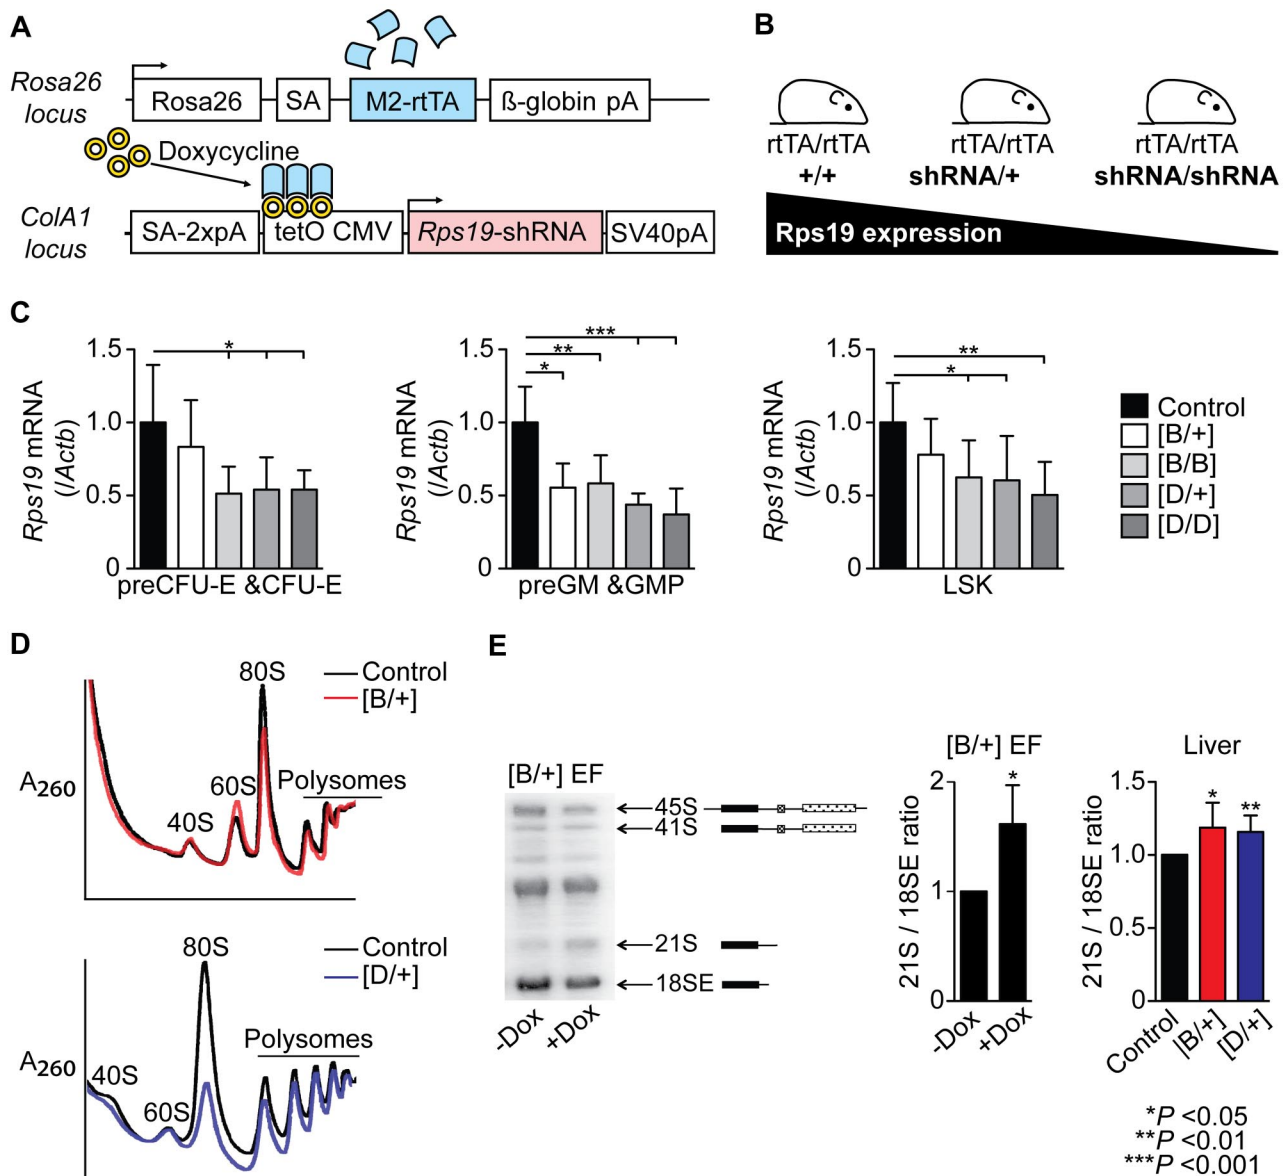 A
Rosa26
locus
Rosa26
SA
M2-rtTA
ß-globin pA
Doxycycline
ColA1
locus
SA-2xpA
tetO CMV
Rps19-shRNA
SV40pA
B
rtTA/rtTA
+/+
rtTA/rtTA
shRNA/+
rtTA/rtTA
shRNA/shRNA
Rps19 expression
C
Rps19 mRNA
(/Actb)
1.5
1.0
0.5
0
*
preCFU-E &CFU-E
Rps19 mRNA
(/Actb)
1.5
1.0
0.5
0
***
**
*
preGM &GMP
Rps19 mRNA
(/Actb)
1.5
1.0
0.5
0
**
*
LSK
Control
[B/+]
[B/B]
[D/+]
[D/D]
D
A260
40S
60S
80S
Polysomes
Control
[B/+]
A260
40S
60S
80S
Polysomes
Control
[D/+]
E
[B/+] EF
45S
41S
21S
18SE
-Dox
+Dox
[B/+] EF
21S / 18SE ratio
2
1
0
*
-Dox
+Dox
Liver
21S / 18SE ratio
1.5
1.0
0.5
0
*
**
Control
[B/+]
[D/+]
*P <0.05
**P <0.01
***P <0.001